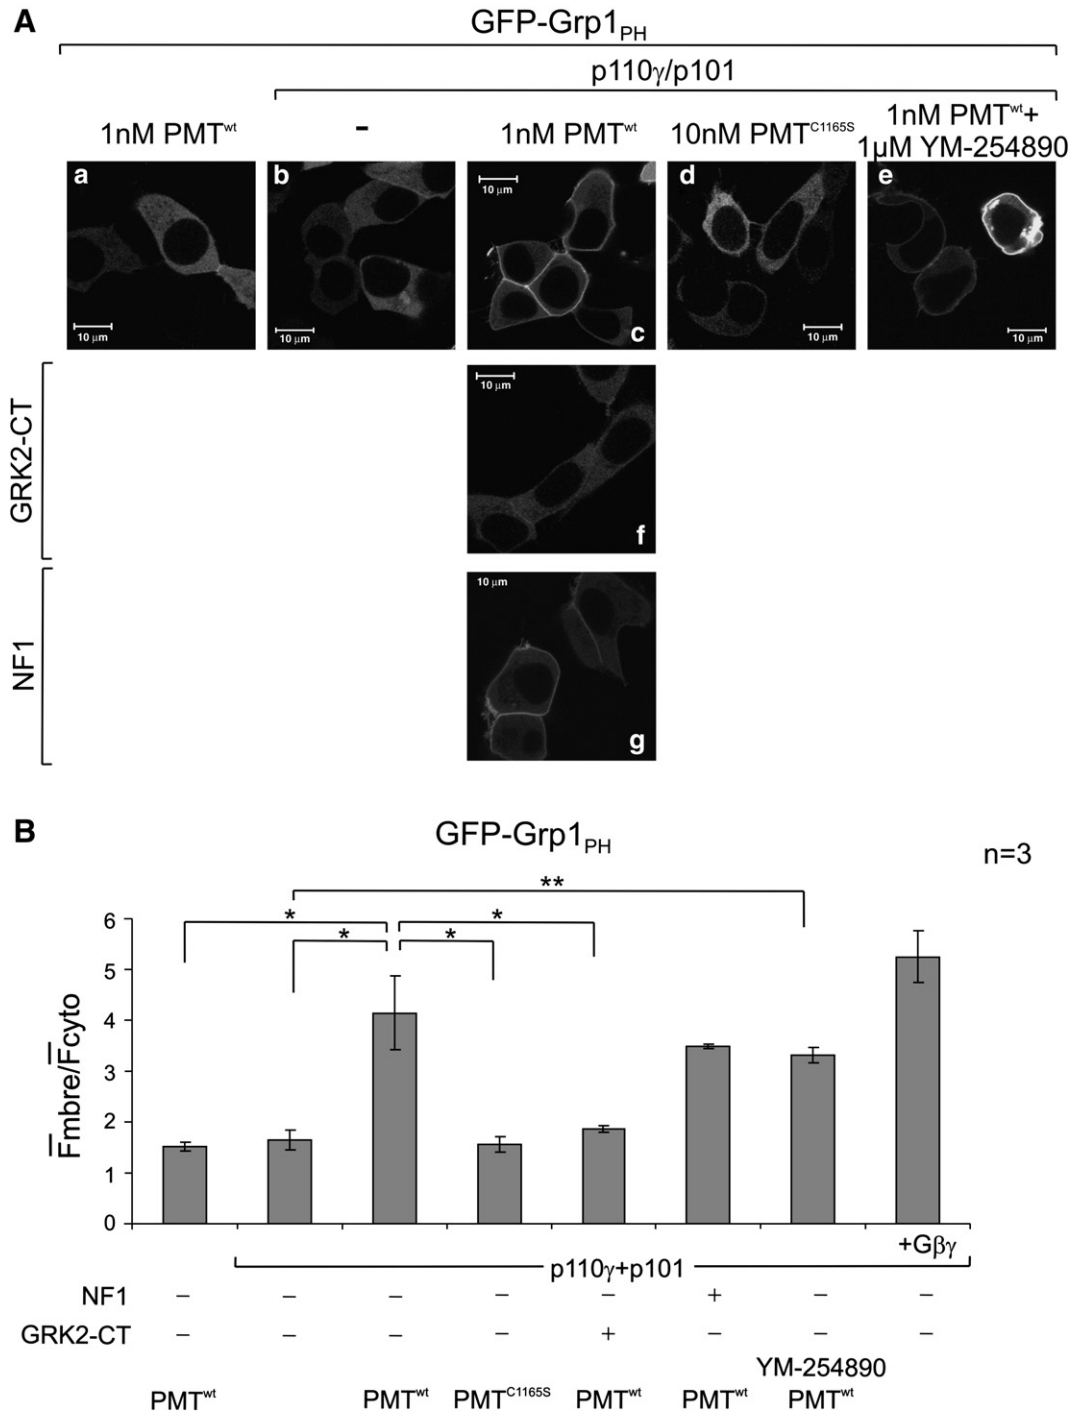 A
GFP-Grp1PH
p110γ/p101
1nM PMTwt
-
1nM PMTwt
10nM PMTC1165S
1nM PMTwt+
1µM YM-254890
a
b
c
d
e
10 µm
10 µm
10 µm
10 µm
10 µm
GRK2-CT
10 µm
f
NF1
10 µm
g
B
GFP-Grp1PH
n=3
**
*
*
*
*
F̅mbre/F̅cyto
6
5
4
3
2
1
0
+Gβγ
p110γ+p101
NF1 – – – – – + – –
GRK2-CT – – – – + – – –
YM-254890
PMTwt PMTwt PMTC1165S PMTwt PMTwt PMTwt